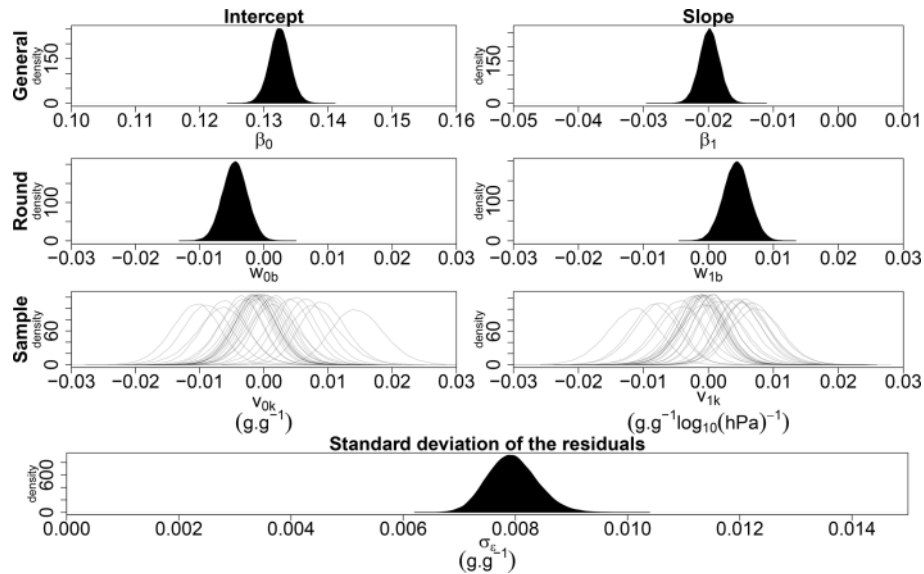 Intercept
Slope
General
density
0 150
0.10 0.11 0.12 0.13 0.14 0.15 0.16
β0
density
0 150
−0.05 −0.04 −0.03 −0.02 −0.01 0.00 0.01
β1
Round
density
0 100
−0.03 −0.02 −0.01 0.00 0.01 0.02 0.03
w0b
density
0 100
−0.03 −0.02 −0.01 0.00 0.01 0.02 0.03
w1b
Sample
density
0 60
−0.03 −0.02 −0.01 0.00 0.01 0.02 0.03
v0k
(g.g−1)
density
0 60
−0.03 −0.02 −0.01 0.00 0.01 0.02 0.03
v1k
(g.g−1log10(hPa)−1)
Standard deviation of the residuals
density
0 600
0.000 0.002 0.004 0.006 0.008 0.010 0.012 0.014
σε
(g.g−1)